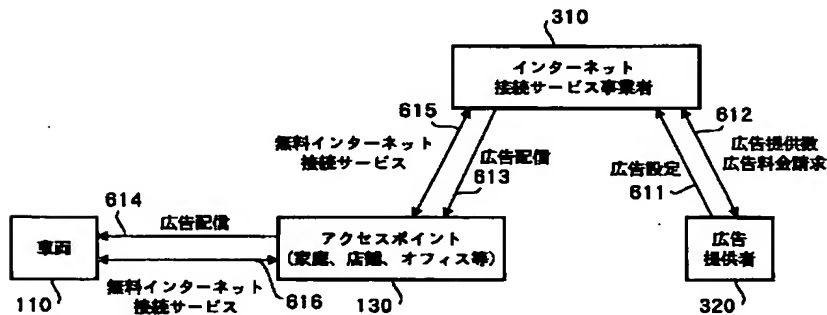 310
インターネット
接続サービス事業者
615
612
無料インターネット
接続サービス
広告配信
613
広告設定
611
広告提供数
広告料金請求
614
広告配信
車両
アクセスポイント
(家庭、店舗、オフィス等)
広告
提供者
110
無料インターネット
接続サービス
616
130
320